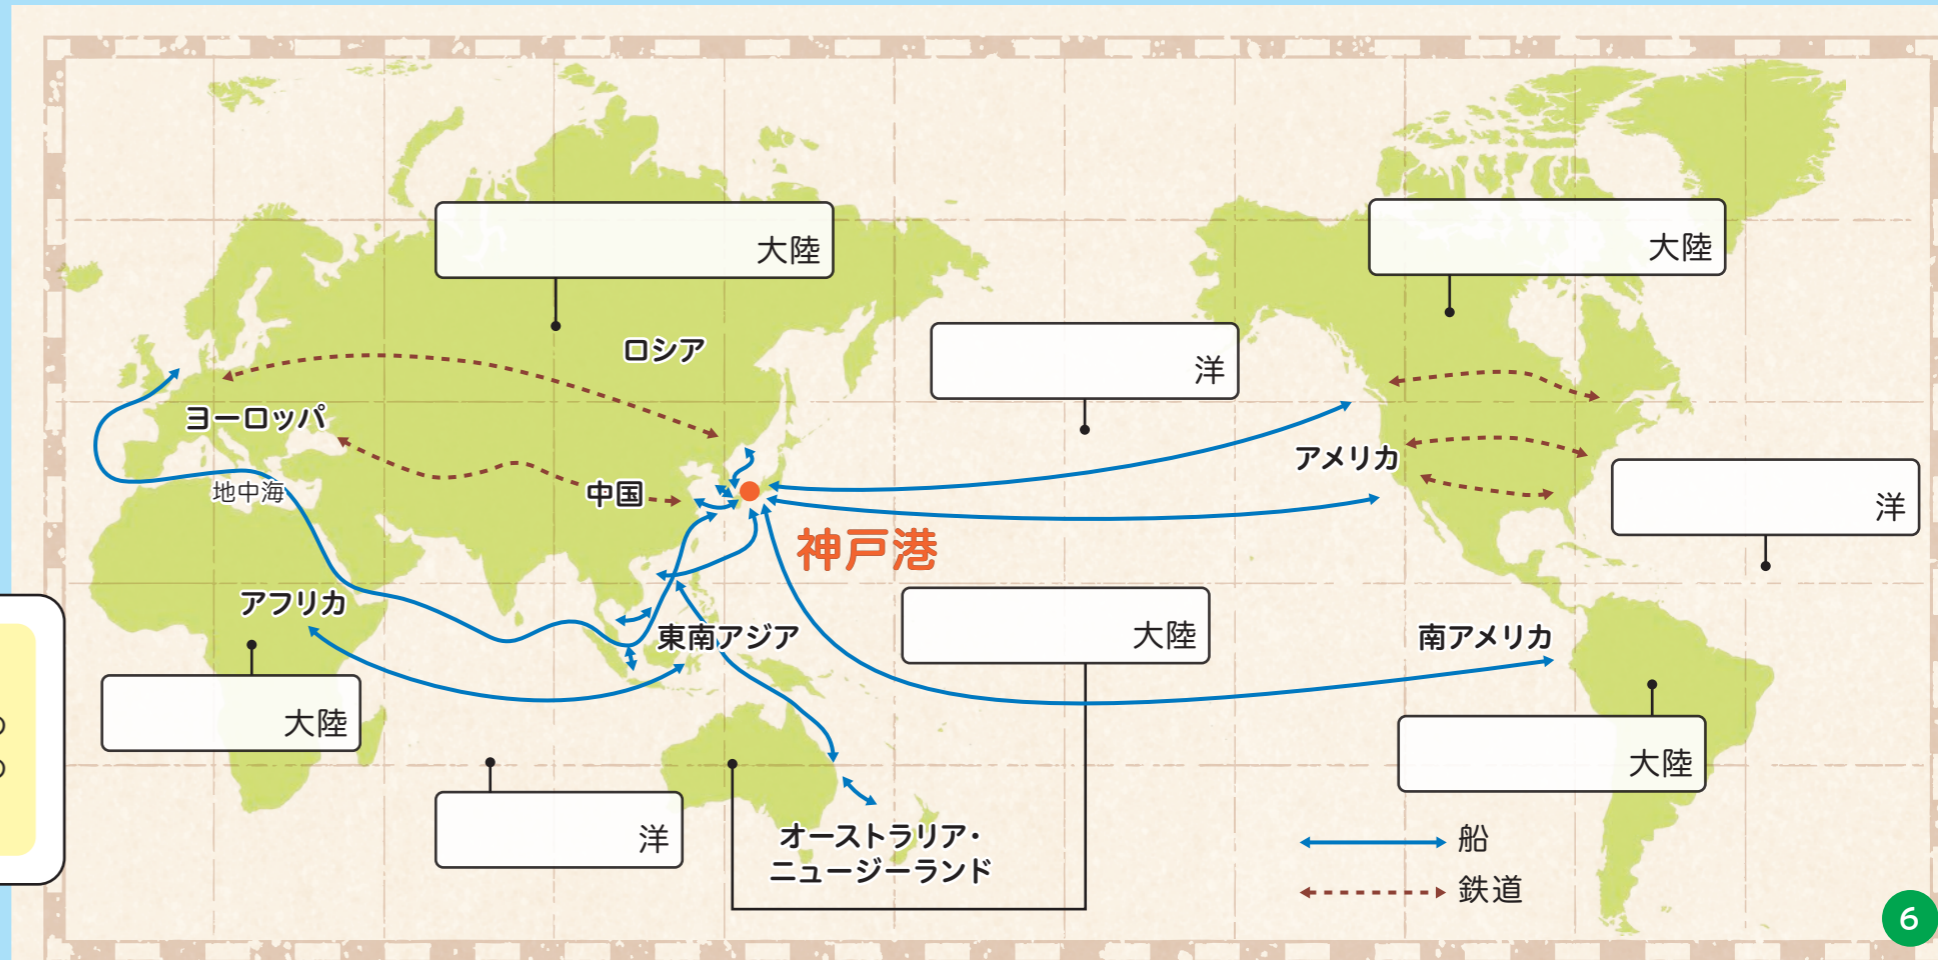 大陸
大陸
ロシア
洋
ヨーロッパ
アメリカ
地中海
中国
洋
神戸港
アフリカ
東南アジア
大陸
南アメリカ
大陸
大陸
洋
オーストラリア・
ニュージーランド
船
鉄道
6